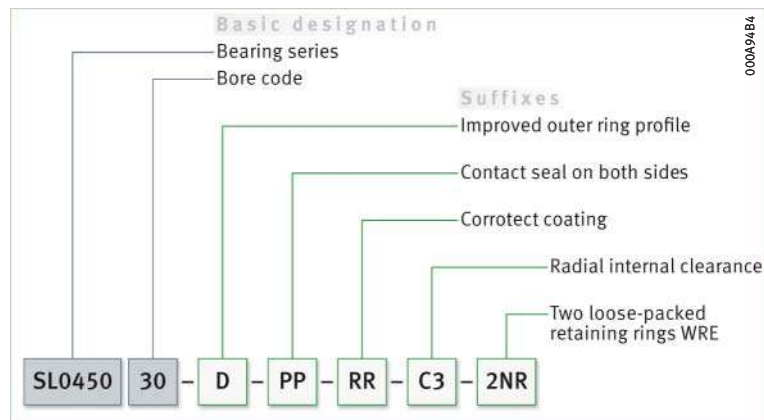 Basic designation
Bearing series
Bore code
Suffixes
Improved outer ring profile
Contact seal on both sides
Corrotect coating
Radial internal clearance
Two loose-packed
retaining rings WRE
SL0450 30 – D – PP – RR – C3 – 2NR
000A94B4